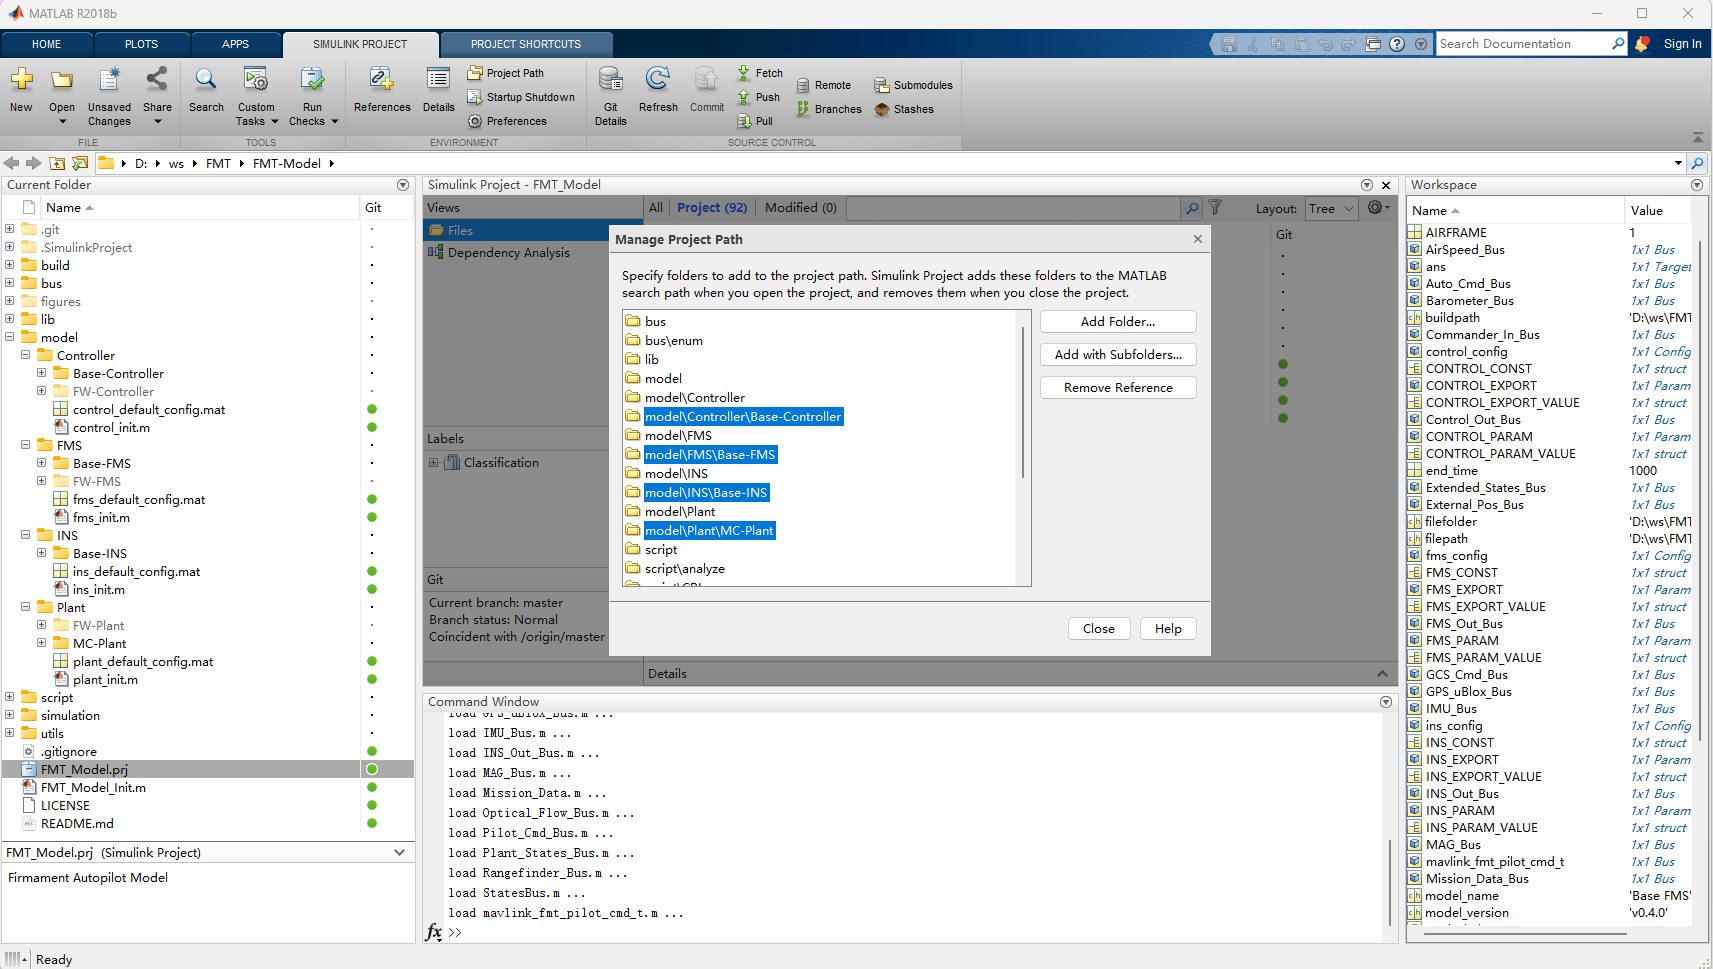 MATLAB R2018b
HOME
PLOTS
APPS
SIMULINK PROJECT
PROJECT SHORTCUTS
Search Documentation
Sign In
New
Open
Unsaved Changes
Share
Search
Custom Tasks
Run Checks
References
Details
Project Path
Startup Shutdown
Preferences
Git Details
Refresh
Commit
Fetch
Push
Pull
Remote
Branches
Submodules
Stashes
FILE
TOOLS
ENVIRONMENT
SOURCE CONTROL
D: ws FMT FMT-Model
Current Folder
Name Git
.git
.SimulinkProject
build
bus
figures
lib
model
Controller
Base-Controller
FW-Controller
control_default_config.mat
control_init.m
FMS
Base-FMS
FW-FMS
fms_default_config.mat
fms_init.m
INS
Base-INS
ins_default_config.mat
ins_init.m
Plant
FW-Plant
MC-Plant
plant_default_config.mat
plant_init.m
script
simulation
utils
.gitignore
FMT_Model.prj
FMT_Model_Init.m
LICENSE
README.md
FMT_Model.prj (Simulink Project)
Firmament Autopilot Model
Ready
Simulink Project - FMT_Model
Views
All Project (92) Modified (0)
Layout: Tree
Files
Dependency Analysis
Git
Labels
Classification
Git
Current branch: master
Branch status: Normal
Coincident with /origin/master
Details
Manage Project Path
Specify folders to add to the project path. Simulink Project adds these folders to the MATLAB
search path when you open the project, and removes them when you close the project.
bus
bus\enum
lib
model
model\Controller
model\Controller\Base-Controller
model\FMS
model\FMS\Base-FMS
model\INS
model\INS\Base-INS
model\Plant
model\Plant\MC-Plant
script
script\analyze
Add Folder...
Add with Subfolders...
Remove Reference
Close
Help
Command Window
load GPS_uBlox_Bus.m ...
load IMU_Bus.m ...
load INS_Out_Bus.m ...
load MAG_Bus.m ...
load Mission_Data.m ...
load Optical_Flow_Bus.m ...
load Pilot_Cmd_Bus.m ...
load Plant_States_Bus.m ...
load Rangefinder_Bus.m ...
load StatesBus.m ...
load mavlink_fmt_pilot_cmd_t.m ...
fx >>
Workspace
Name Value
AIRFRAME 1
AirSpeed_Bus 1x1 Bus
ans 1x1 Target
Auto_Cmd_Bus 1x1 Bus
Barometer_Bus 1x1 Bus
buildpath 'D:\ws\FMT
Commander_In_Bus 1x1 Bus
control_config 1x1 Config
CONTROL_CONST 1x1 struct
CONTROL_EXPORT 1x1 Param
CONTROL_EXPORT_VALUE 1x1 struct
Control_Out_Bus 1x1 Bus
CONTROL_PARAM 1x1 Param
CONTROL_PARAM_VALUE 1x1 struct
end_time 1000
Extended_States_Bus 1x1 Bus
External_Pos_Bus 1x1 Bus
filefolder 'D:\ws\FMT
filepath 'D:\ws\FMT
fms_config 1x1 Config
FMS_CONST 1x1 struct
FMS_EXPORT 1x1 Param
FMS_EXPORT_VALUE 1x1 struct
FMS_Out_Bus 1x1 Bus
FMS_PARAM 1x1 Param
FMS_PARAM_VALUE 1x1 struct
GCS_Cmd_Bus 1x1 Bus
GPS_uBlox_Bus 1x1 Bus
IMU_Bus 1x1 Bus
ins_config 1x1 Config
INS_CONST 1x1 struct
INS_EXPORT 1x1 Param
INS_EXPORT_VALUE 1x1 struct
INS_Out_Bus 1x1 Bus
INS_PARAM 1x1 Param
INS_PARAM_VALUE 1x1 struct
MAG_Bus 1x1 Bus
mavlink_fmt_pilot_cmd_t 1x1 Bus
Mission_Data_Bus 1x1 Bus
model_name 'Base FMS'
model_version 'v0.4.0'